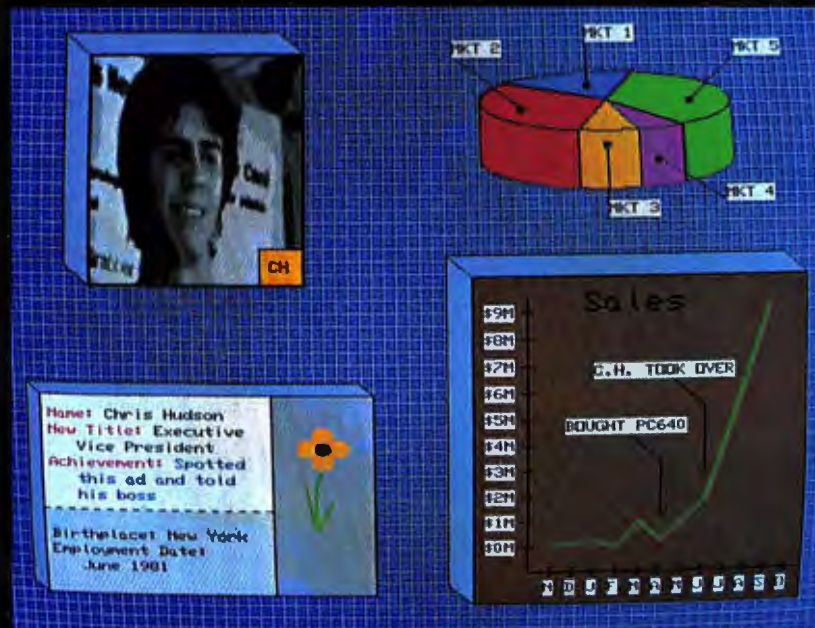 MKT 2
MKT 1
MKT 5
MKT 4
MKT 3
CH
Sales
$9M
$8M
$7M
$6M
$5M
$4M
$3M
$2M
$1M
$0M
C.H. TOOK OVER
BOUGHT PC640
N D J F M A M J J A S O
Name: Chris Hudson
New Title: Executive
Vice President
Achievement: Spotted
this ad and told
his boss
Birthplace: New York
Employment Date:
June 1981